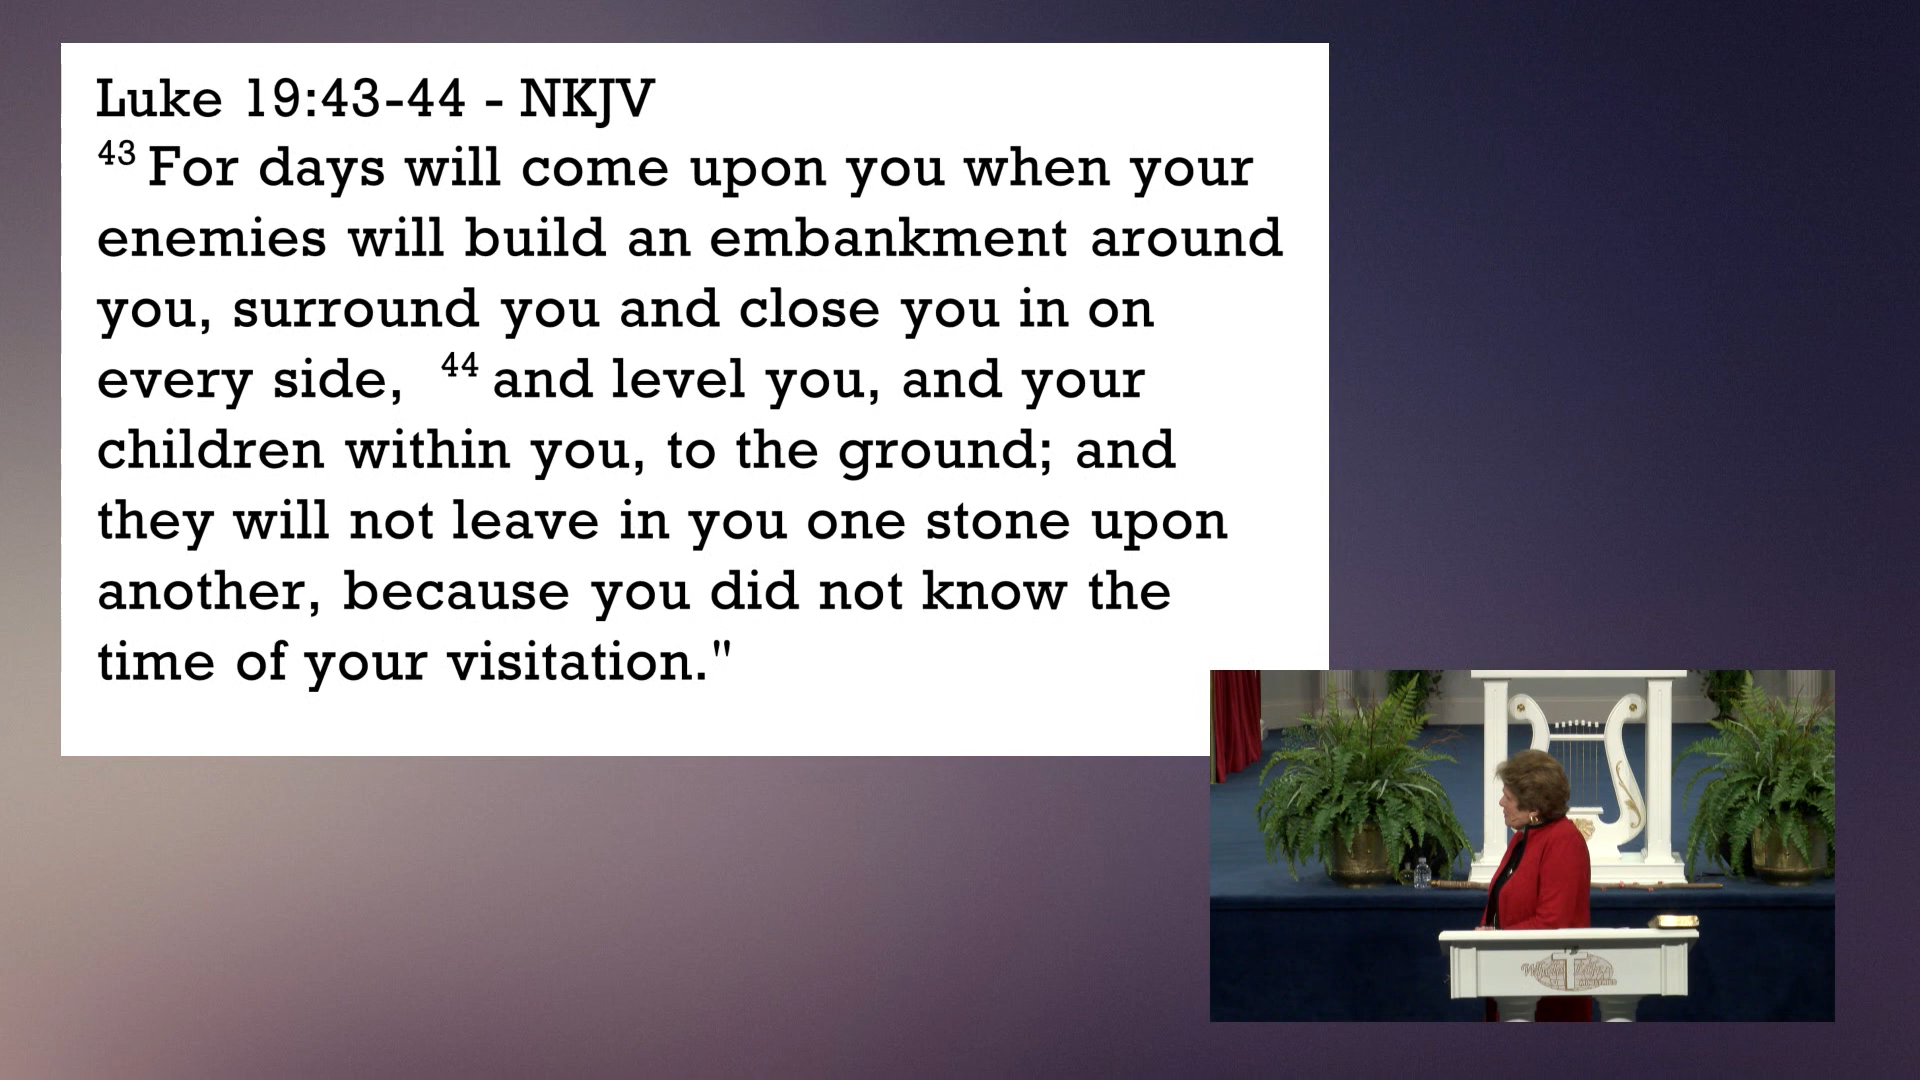 Luke 19:43-44 - NKJV
43 For days will come upon you when your
enemies will build an embankment around
you, surround you and close you in on
every side, 44 and level you, and your
children within you, to the ground; and
they will not leave in you one stone upon
another, because you did not know the
time of your visitation."